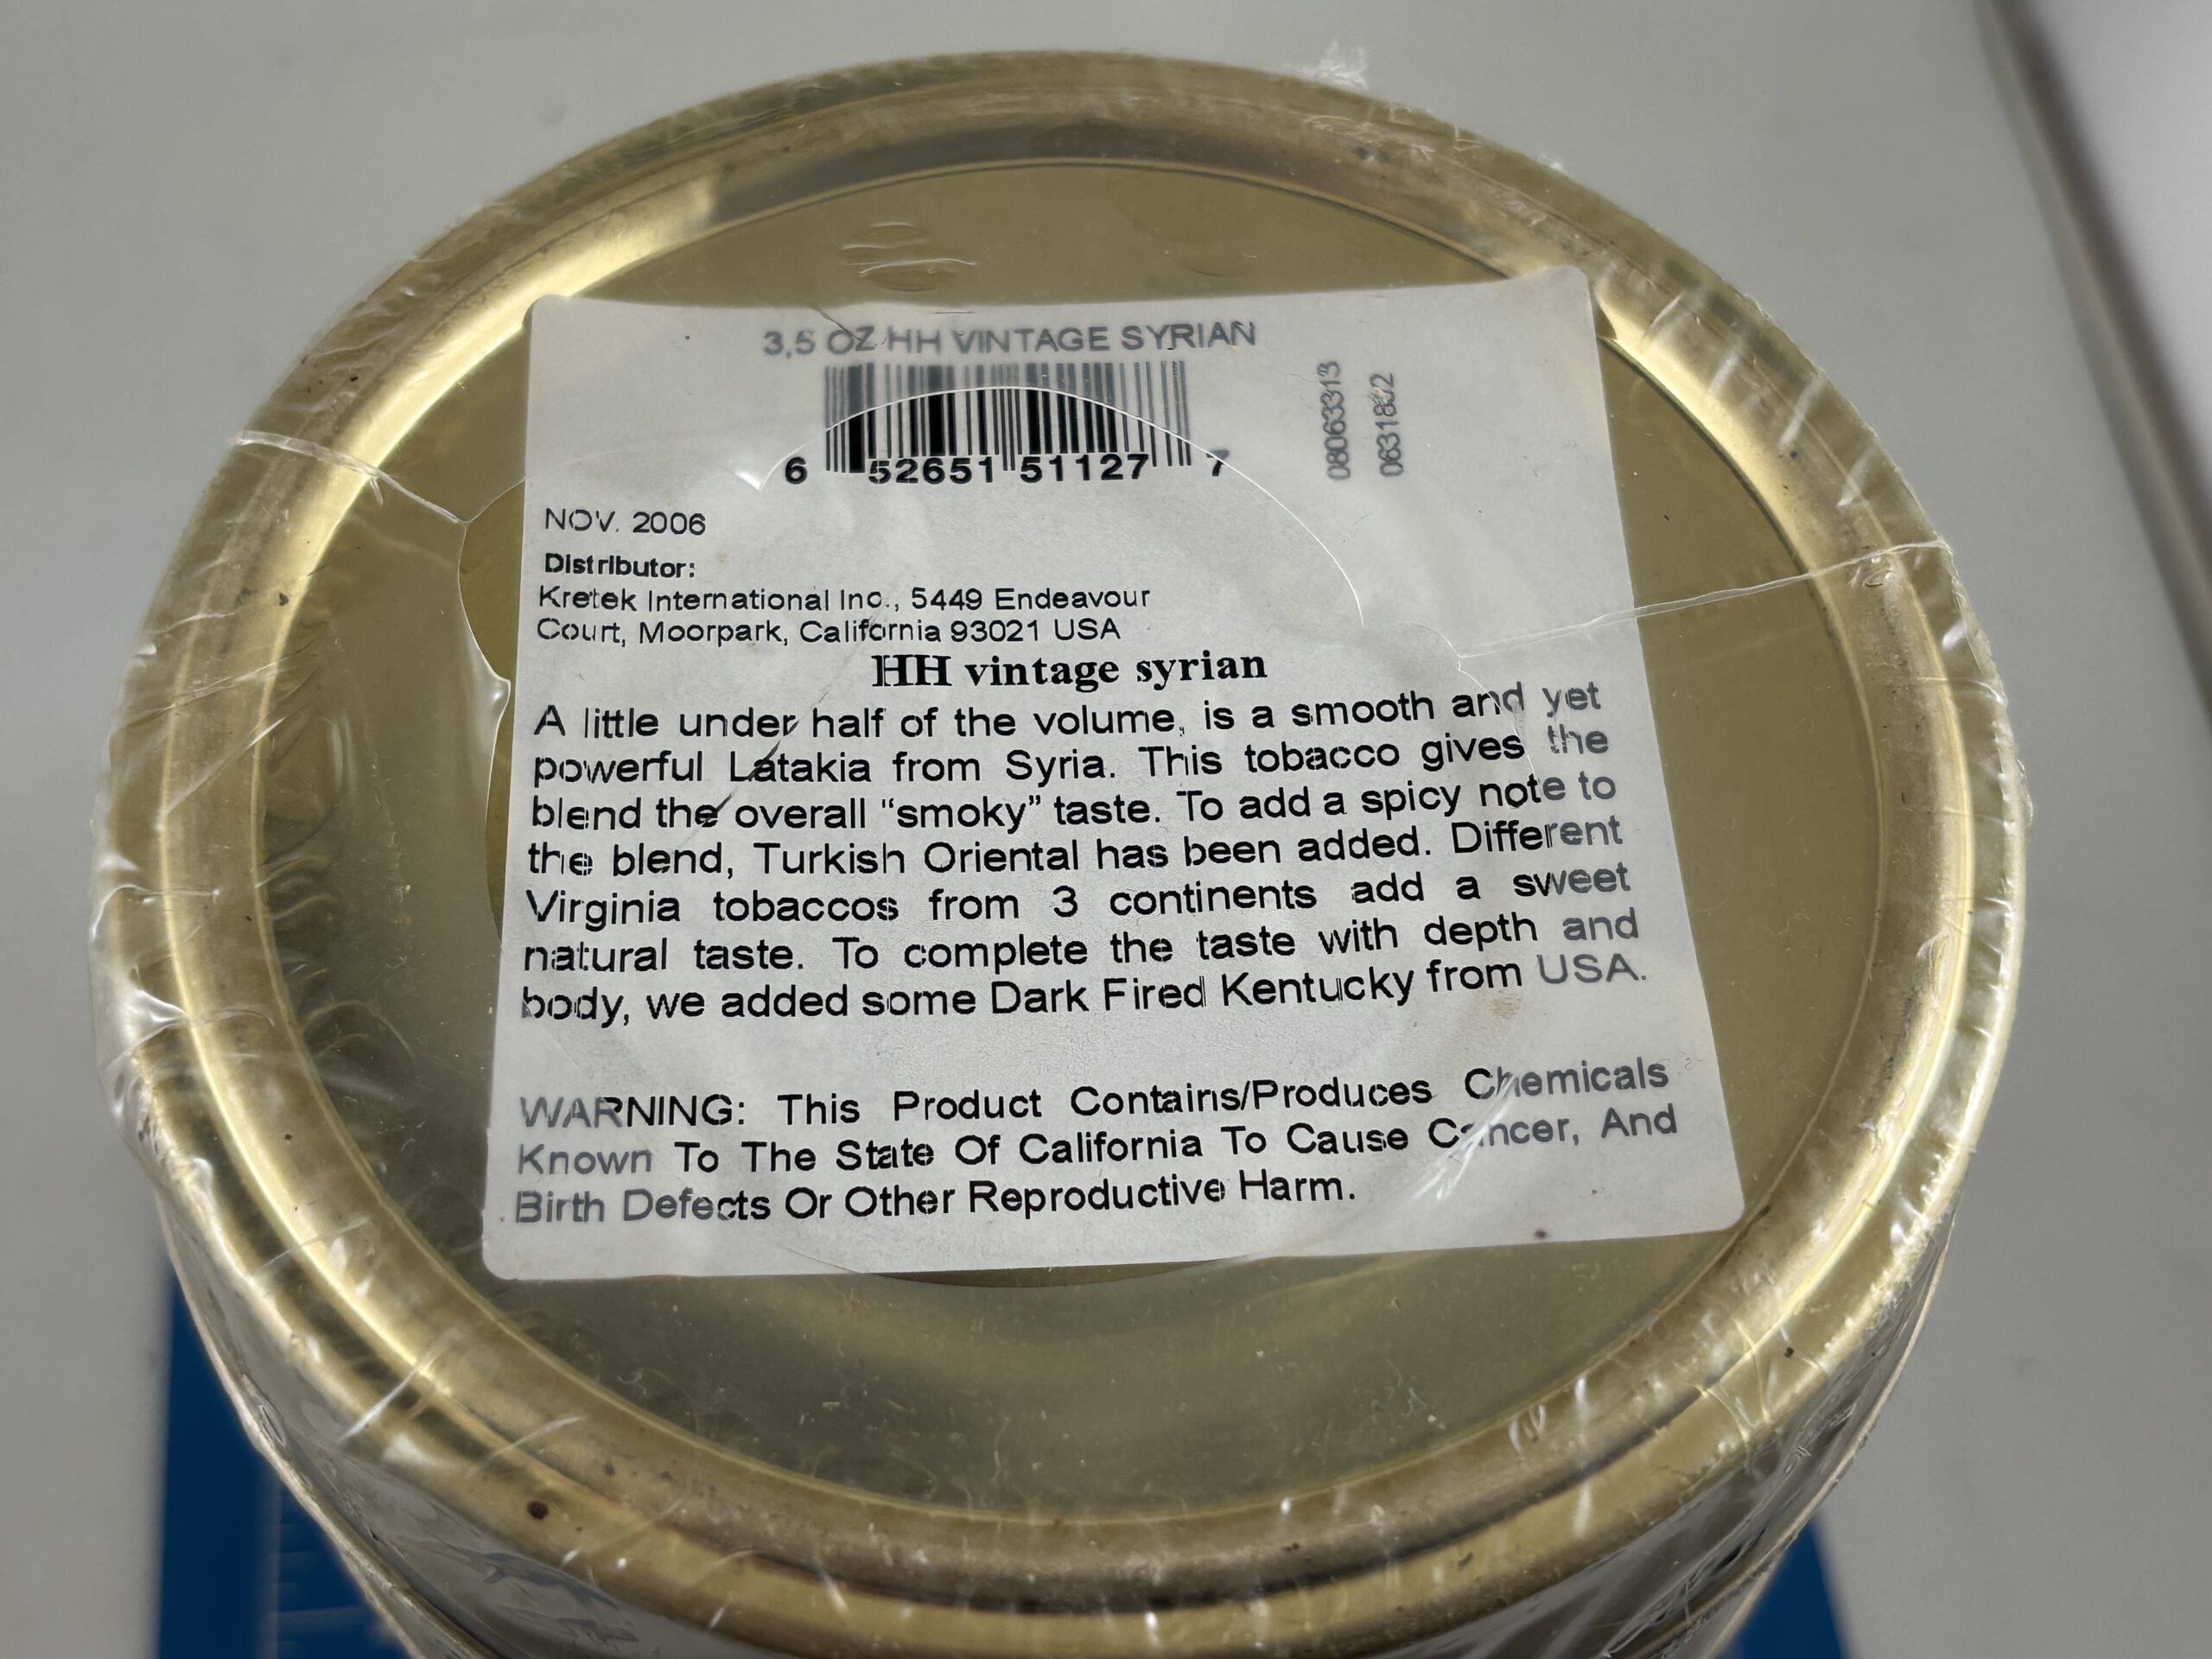 3,5 OZ HH VINTAGE SYRIAN
6 52651 51127 7
08063313
0631832
NOV. 2006
Distributor:
Kretek International Inc., 5449 Endeavour
Court, Moorpark, California 93021 USA
HH vintage syrian
A little under half of the volume, is a smooth and yet
powerful Latakia from Syria. This tobacco gives the
blend the overall “smoky” taste. To add a spicy note to
the blend, Turkish Oriental has been added. Different
Virginia tobaccos from 3 continents add a sweet
natural taste. To complete the taste with depth and
body, we added some Dark Fired Kentucky from USA.
WARNING: This Product Contains/Produces Chemicals
Known To The State Of California To Cause Cancer, And
Birth Defects Or Other Reproductive Harm.